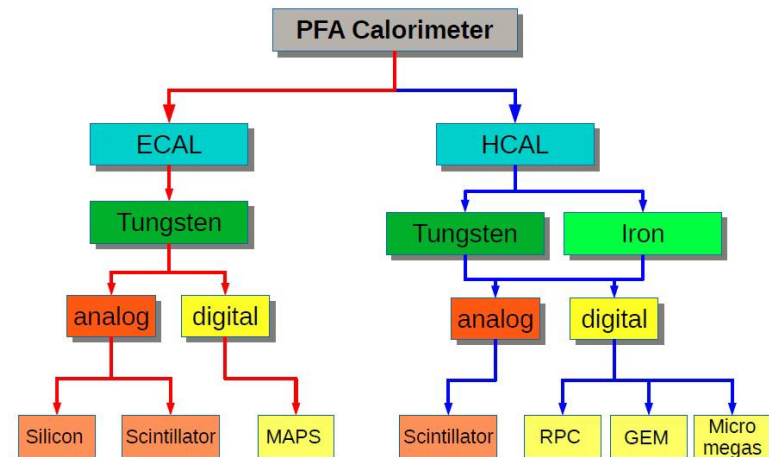 PFA Calorimeter
ECAL
HCAL
Tungsten
Tungsten
Iron
analog
digital
analog
digital
Silicon
Scintillator
MAPS
Scintillator
RPC
GEM
Micro
megas